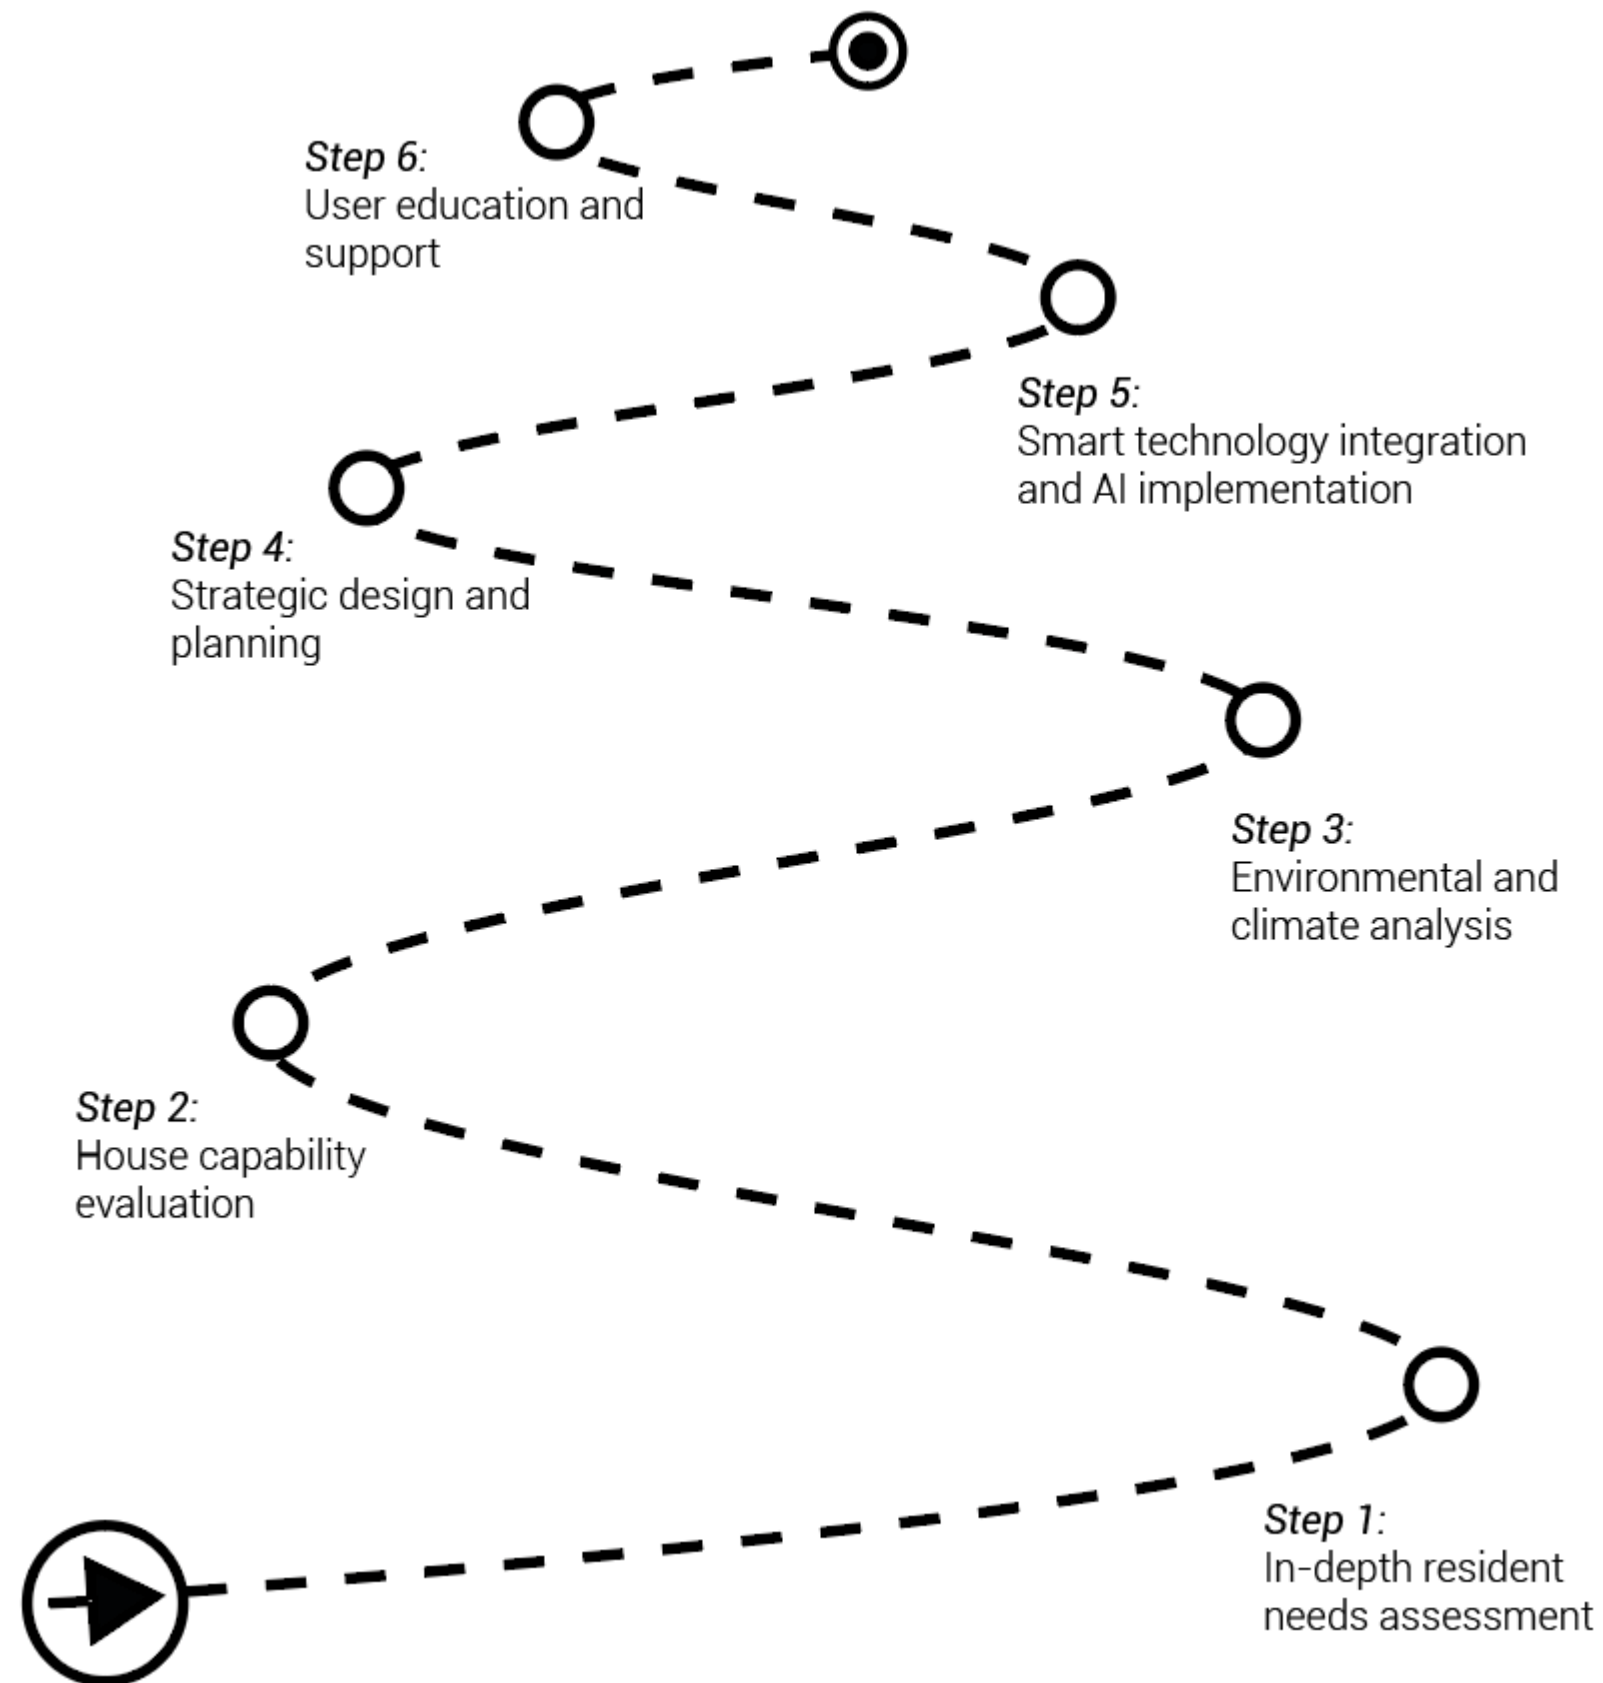 Step 6:
User education and
support
Step 5:
Smart technology integration
and AI implementation
Step 4:
Strategic design and
planning
Step 3:
Environmental and
climate analysis
Step 2:
House capability
evaluation
Step 1:
In-depth resident
needs assessment